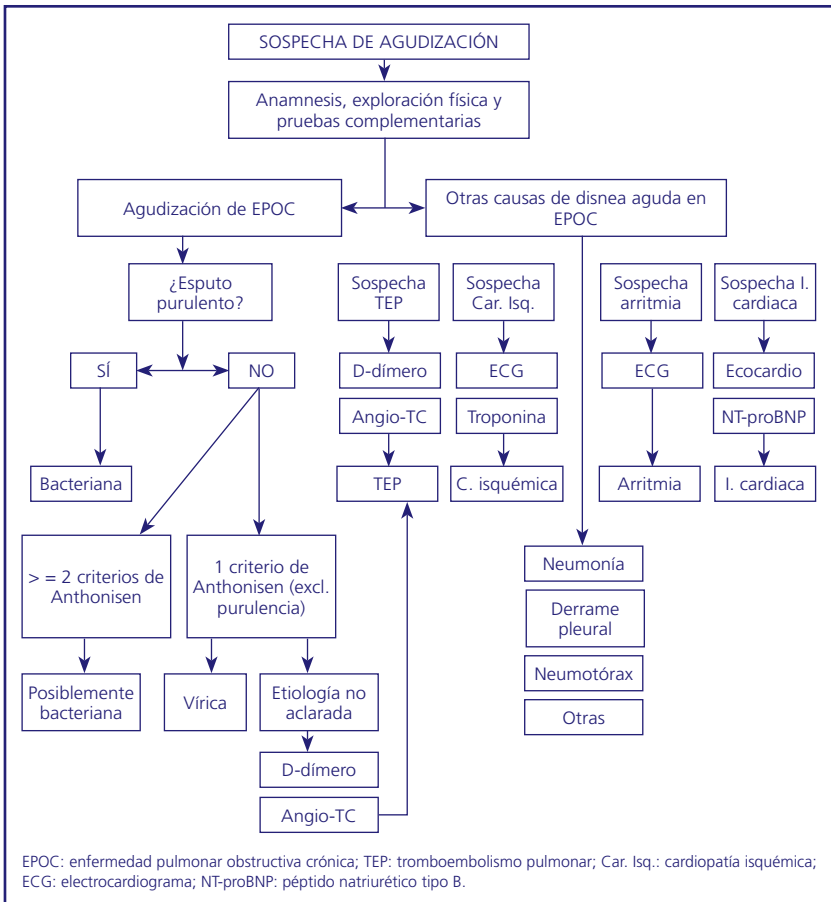 SOSPECHA DE AGUDIZACIÓN
Anamnesis, exploración física y
pruebas complementarias
Agudización de EPOC
Otras causas de disnea aguda en
EPOC
¿Esputo
purulento?
SÍ
NO
Bacteriana
> = 2 criterios de
Anthonisen
1 criterio de
Anthonisen (excl.
purulencia)
Posiblemente
bacteriana
Vírica
Etiología no
aclarada
D-dímero
Angio-TC
Sospecha
TEP
D-dímero
Angio-TC
TEP
Sospecha
Car. Isq.
ECG
Troponina
C. isquémica
Sospecha
arritmia
ECG
Arritmia
Sospecha I.
cardiaca
Ecocardio
NT-proBNP
I. cardiaca
Neumonía
Derrame
pleural
Neumotórax
Otras
EPOC: enfermedad pulmonar obstructiva crónica; TEP: tromboembolismo pulmonar; Car. Isq.: cardiopatía isquémica;
ECG: electrocardiograma; NT-proBNP: péptido natriurético tipo B.